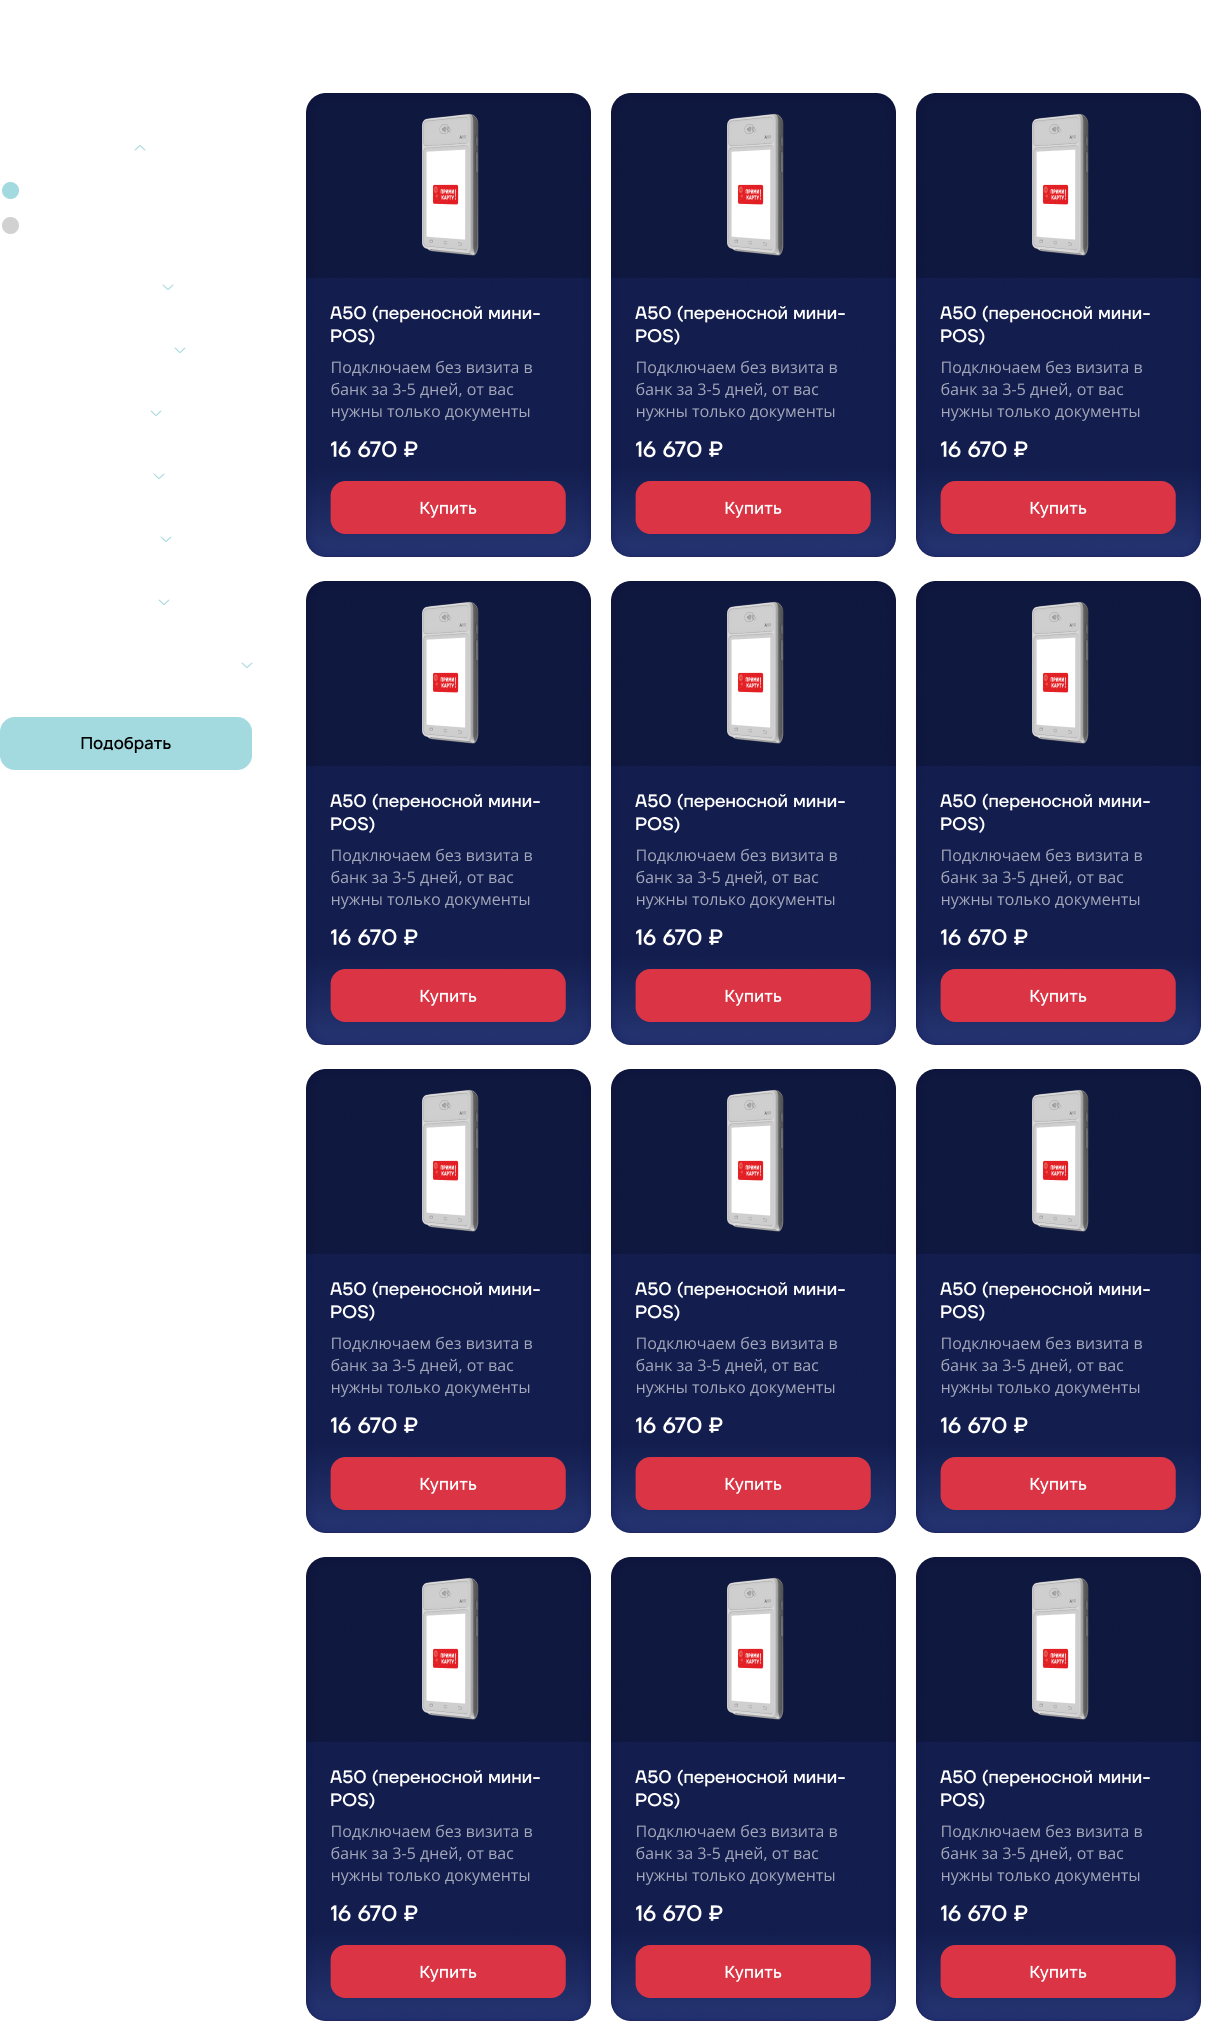 A50 (переносной мини-
POS)
Подключаем без визита в
банк за 3-5 дней, от вас
нужны только документы
16 670 ₽
Купить
A50 (переносной мини-
POS)
Подключаем без визита в
банк за 3-5 дней, от вас
нужны только документы
16 670 ₽
Купить
A50 (переносной мини-
POS)
Подключаем без визита в
банк за 3-5 дней, от вас
нужны только документы
16 670 ₽
Купить
Подобрать
A50 (переносной мини-
POS)
Подключаем без визита в
банк за 3-5 дней, от вас
нужны только документы
16 670 ₽
Купить
A50 (переносной мини-
POS)
Подключаем без визита в
банк за 3-5 дней, от вас
нужны только документы
16 670 ₽
Купить
A50 (переносной мини-
POS)
Подключаем без визита в
банк за 3-5 дней, от вас
нужны только документы
16 670 ₽
Купить
A50 (переносной мини-
POS)
Подключаем без визита в
банк за 3-5 дней, от вас
нужны только документы
16 670 ₽
Купить
A50 (переносной мини-
POS)
Подключаем без визита в
банк за 3-5 дней, от вас
нужны только документы
16 670 ₽
Купить
A50 (переносной мини-
POS)
Подключаем без визита в
банк за 3-5 дней, от вас
нужны только документы
16 670 ₽
Купить
A50 (переносной мини-
POS)
Подключаем без визита в
банк за 3-5 дней, от вас
нужны только документы
16 670 ₽
Купить
A50 (переносной мини-
POS)
Подключаем без визита в
банк за 3-5 дней, от вас
нужны только документы
16 670 ₽
Купить
A50 (переносной мини-
POS)
Подключаем без визита в
банк за 3-5 дней, от вас
нужны только документы
16 670 ₽
Купить